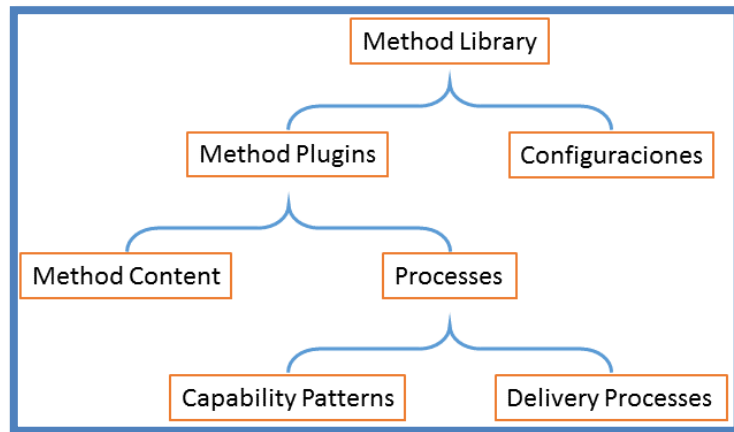 Method Library
Method Plugins
Configuraciones
Method Content
Processes
Capability Patterns
Delivery Processes